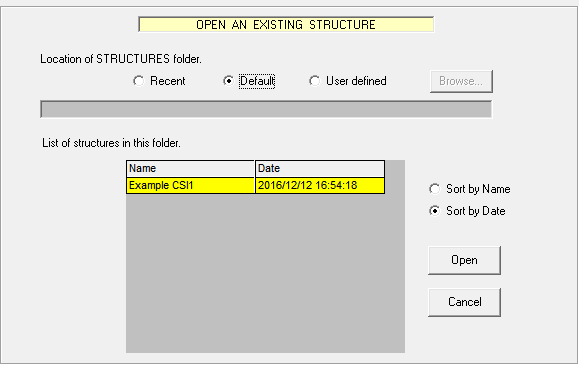 OPEN AN EXISTING STRUCTURE
Location of STRUCTURES folder.
Recent Default User defined Browse...
List of structures in this folder.
Name Date
Example CSI1 2016/12/12 16:54:18
Sort by Name
Sort by Date
Open
Cancel